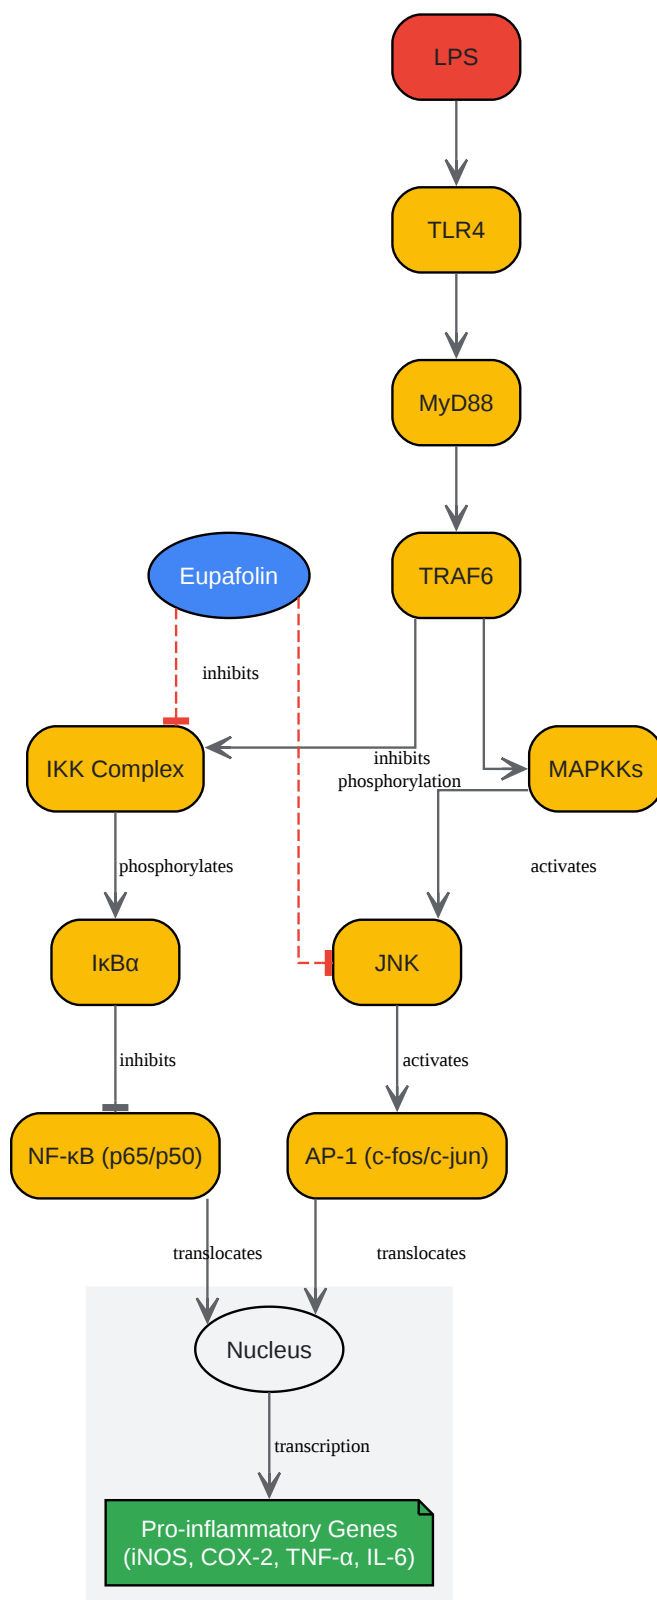 LPS
TLR4
MyD88
Eupafolin
TRAF6
inhibits
IKK Complex
inhibits
phosphorylation
MAPKKs
phosphorylates
activates
IκBα
JNK
inhibits
activates
NF-κB (p65/p50)
AP-1 (c-fos/c-jun)
translocates
translocates
Nucleus
transcription
Pro-inflammatory Genes
(iNOS, COX-2, TNF-α, IL-6)